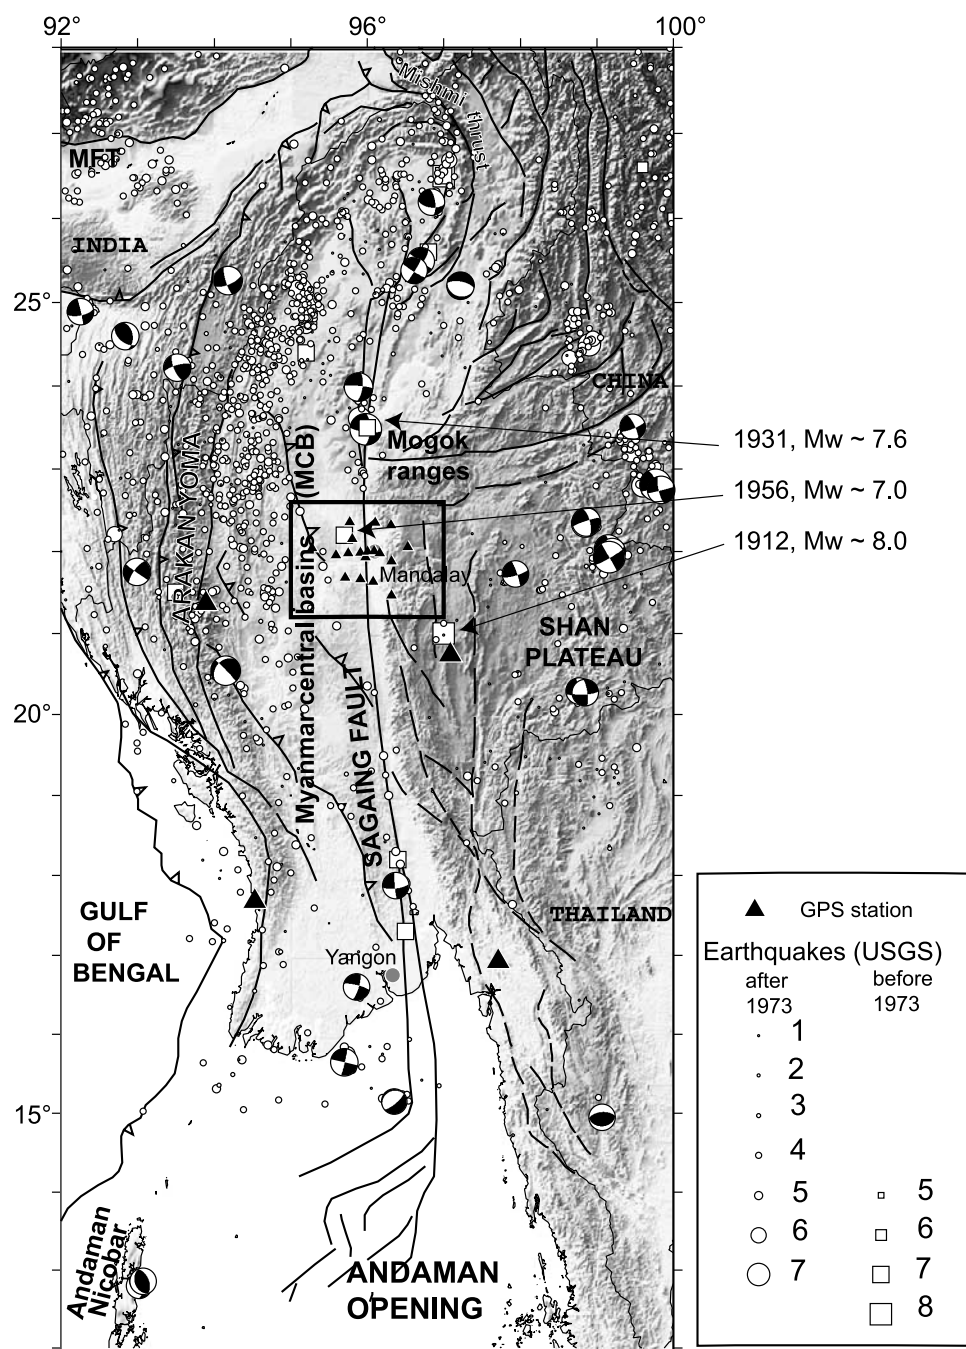 92°
96°
100°
Mishmi thrust
MFT
INDIA
25°
CHINA
1931, Mw ~ 7.6
Mogok
ranges
1956, Mw ~ 7.0
ARAKAN YOMA
Myanmar central basins (MCB)
1912, Mw ~ 8.0
Mandalay
SHAN
PLATEAU
20°
SAGAING FAULT
GULF
OF
BENGAL
THAILAND
Yangon
15°
Andaman
Nicobar
ANDAMAN
OPENING
GPS station
Earthquakes (USGS)
after
1973
before
1973
1
2
3
4
5 5
6 6
7 7
8